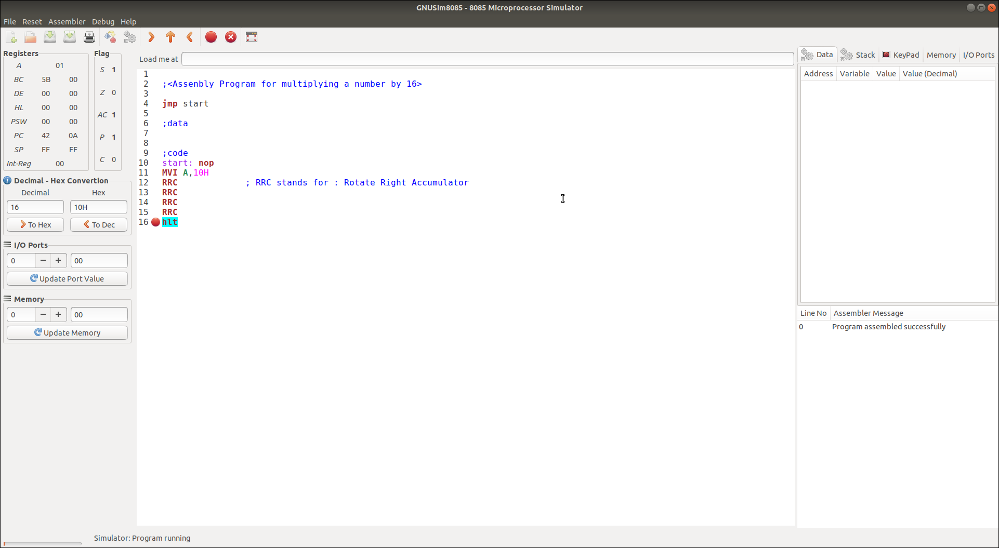 GNUSim8085 - 8085 Microprocessor Simulator
File Reset Assembler Debug Help
Registers
A 01
BC 5B 00
DE 00 00
HL 00 00
PSW 00 00
PC 42 0A
SP FF FF
Int-Reg 00
Flag
S 1
Z 0
AC 1
P 1
C 0
Decimal - Hex Convertion
Decimal Hex
16 10H
To Hex To Dec
I/O Ports
0 − + 00
Update Port Value
Memory
0 − + 00
Update Memory
Load me at
1
2 ;<Assenbly Program for multiplying a number by 16>
3
4 jmp start
5
6 ;data
7
8
9 ;code
10 start: nop
11 MVI A,10H
12 RRC ; RRC stands for : Rotate Right Accumulator
13 RRC
14 RRC
15 RRC
16 hlt
Data Stack KeyPad Memory I/O Ports
Address Variable Value Value (Decimal)
Line No Assembler Message
0 Program assembled successfully
Simulator: Program running